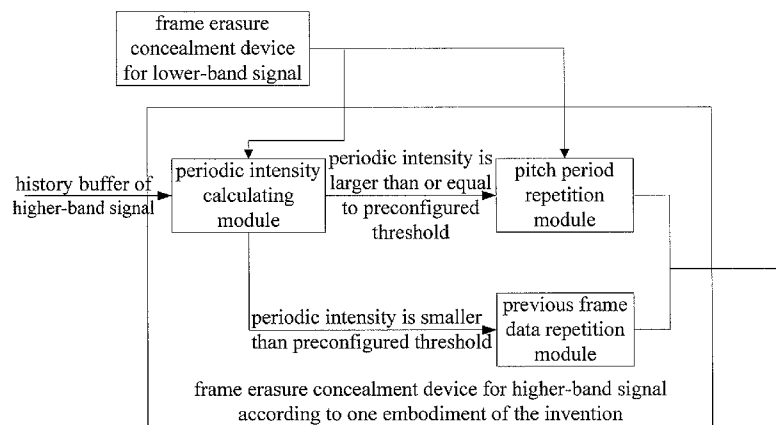 frame erasure
concealment device
for lower-band signal
history buffer of
higher-band signal
periodic intensity
calculating
module
periodic intensity is
larger than or equal
to preconfigured
threshold
pitch period
repetition
module
periodic intensity is smaller
than preconfigured threshold
previous frame
data repetition
module
frame erasure concealment device for higher-band signal
according to one embodiment of the invention